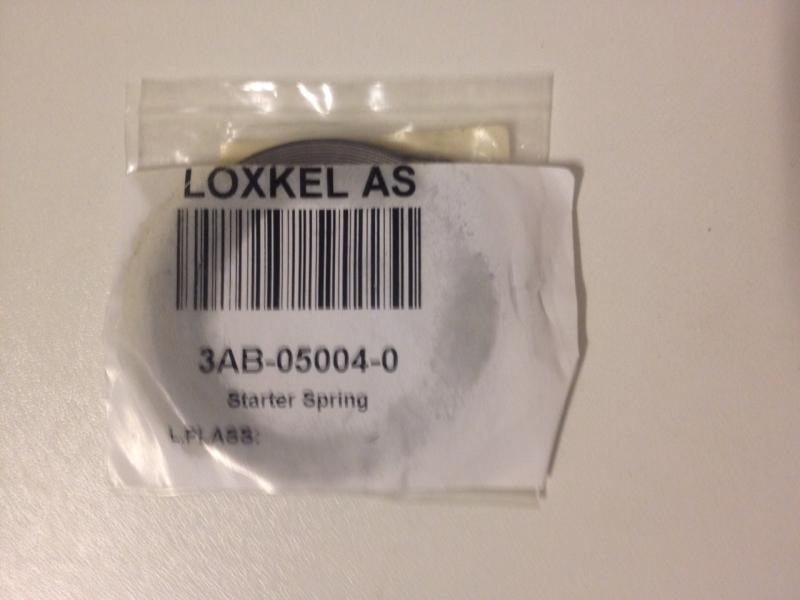 LOXKEL AS
3AB-05004-0
Starter Spring
L.PLASS: